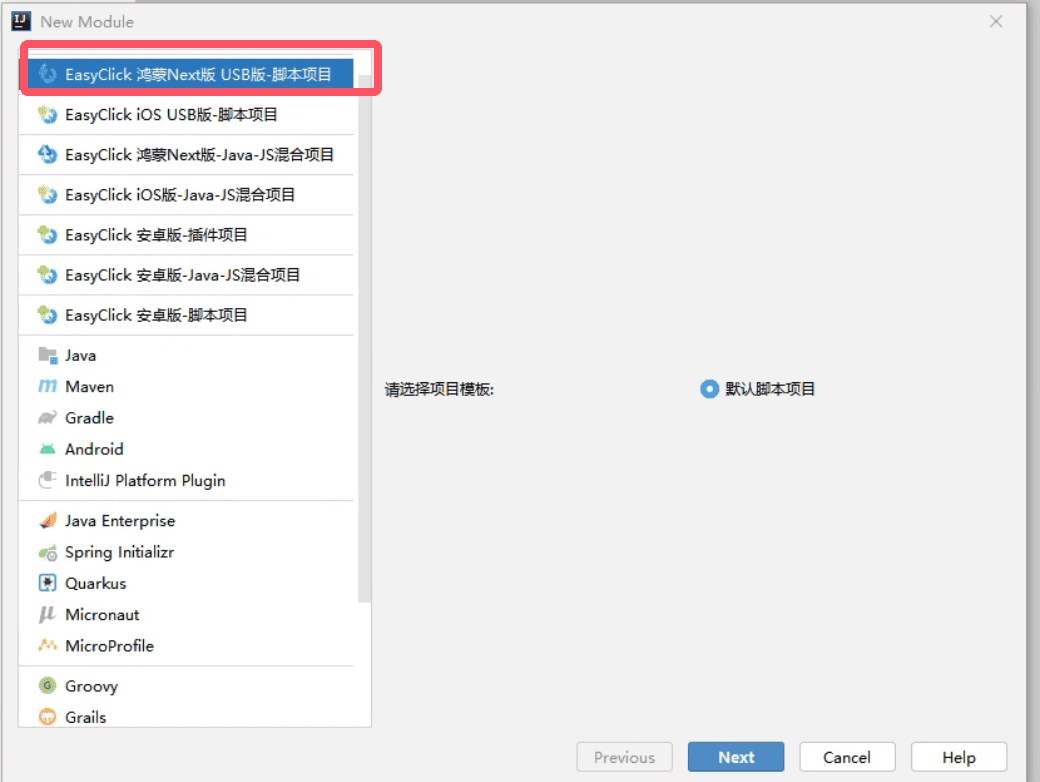 New Module
EasyClick 鸿蒙Next版 USB版-脚本项目
EasyClick iOS USB版-脚本项目
EasyClick 鸿蒙Next版-Java-JS混合项目
EasyClick iOS版-Java-JS混合项目
EasyClick 安卓版-插件项目
EasyClick 安卓版-Java-JS混合项目
EasyClick 安卓版-脚本项目
Java
Maven
Gradle
Android
IntelliJ Platform Plugin
Java Enterprise
Spring Initializr
Quarkus
Micronaut
MicroProfile
Groovy
Grails
请选择项目模板:
默认脚本项目
Previous
Next
Cancel
Help